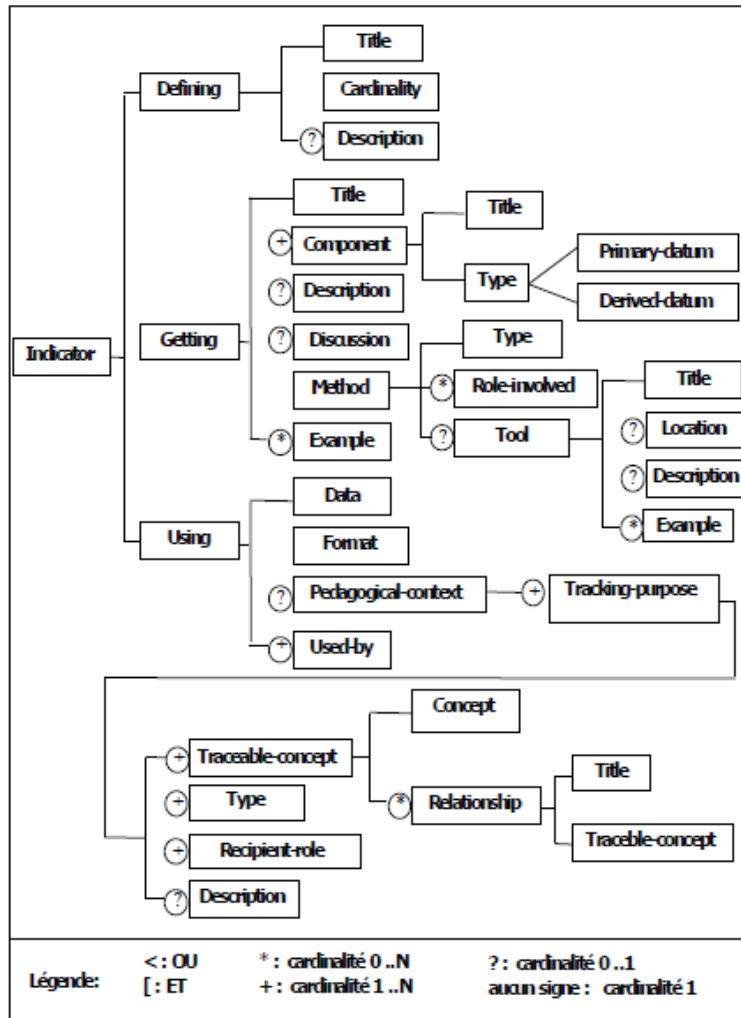 Title
Defining
Cardinality
? Description
Title
+ Component
Title
Primary-datum
? Description
Type
Derived-datum
Indicator
Getting
? Discussion
Type
Method
* Role-involved
Title
* Example
? Tool
? Location
? Description
Data
* Example
Using
Format
? Pedagogical-context
+ Tracking-purpose
+ Used-by
Concept
+ Traceable-concept
Title
+ Type
* Relationship
+ Recipient-role
Traceble-concept
? Description
Légende:
< : OU
* : cardinalité 0 ..N
? : cardinalité 0..1
[ : ET
+ : cardinalité 1 ..N
aucun signe : cardinalité 1